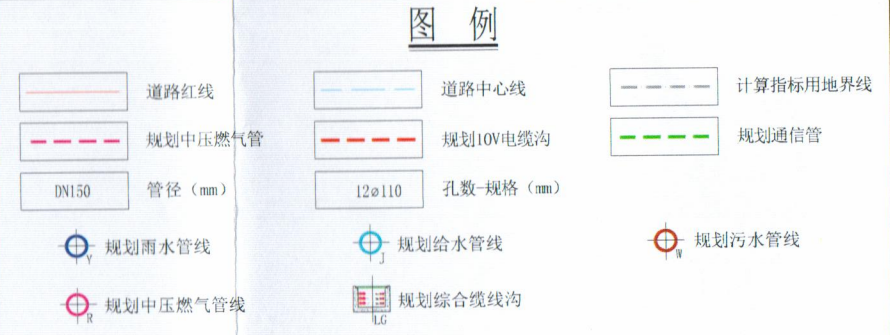 图 例
道路红线 道路中心线 计算指标用地界线
规划中压燃气管 规划10V电缆沟 规划通信管
DN150 管径（mm） 12⌀110 孔数-规格（mm）
Y 规划雨水管线 J 规划给水管线 W 规划污水管线
R 规划中压燃气管线 LG 规划综合缆线沟